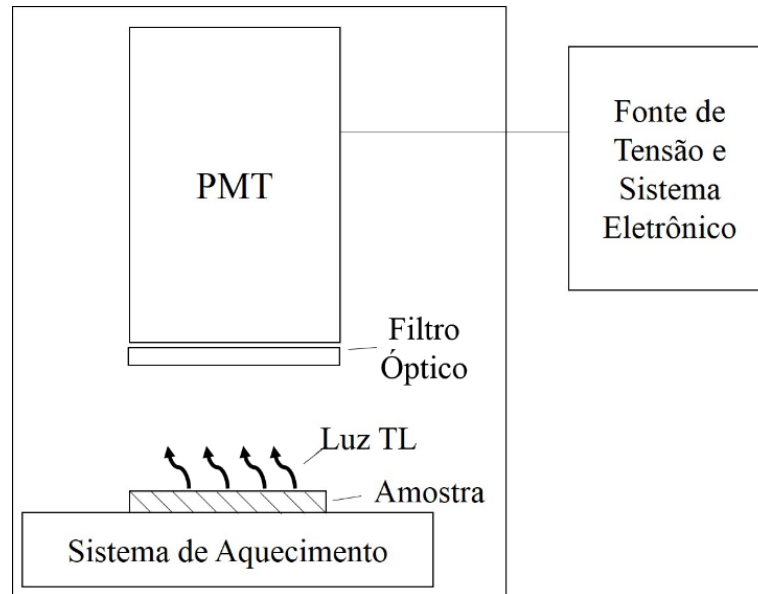 PMT
Fonte de
Tensão e
Sistema
Eletrônico
Filtro
Óptico
Luz TL
Amostra
Sistema de Aquecimento